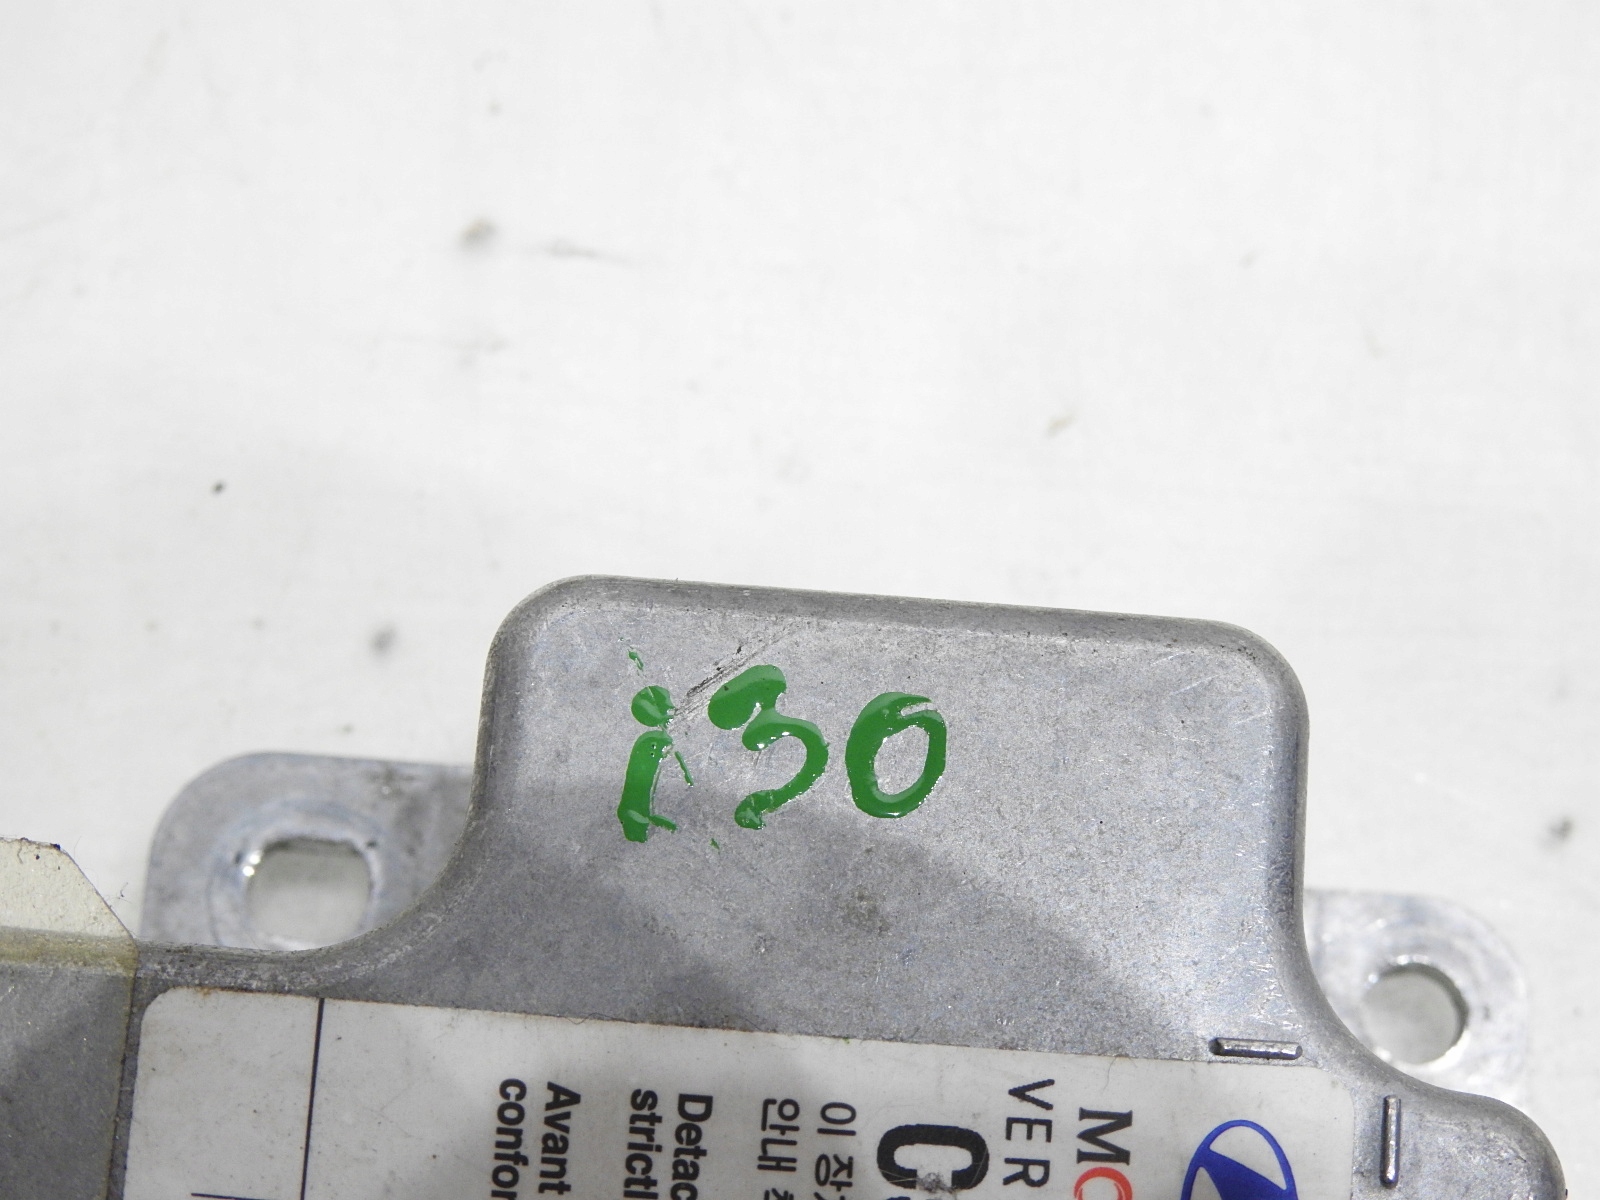 i30
MO
VER
C
이 장
안내
Detac
strictl
Avant
confor